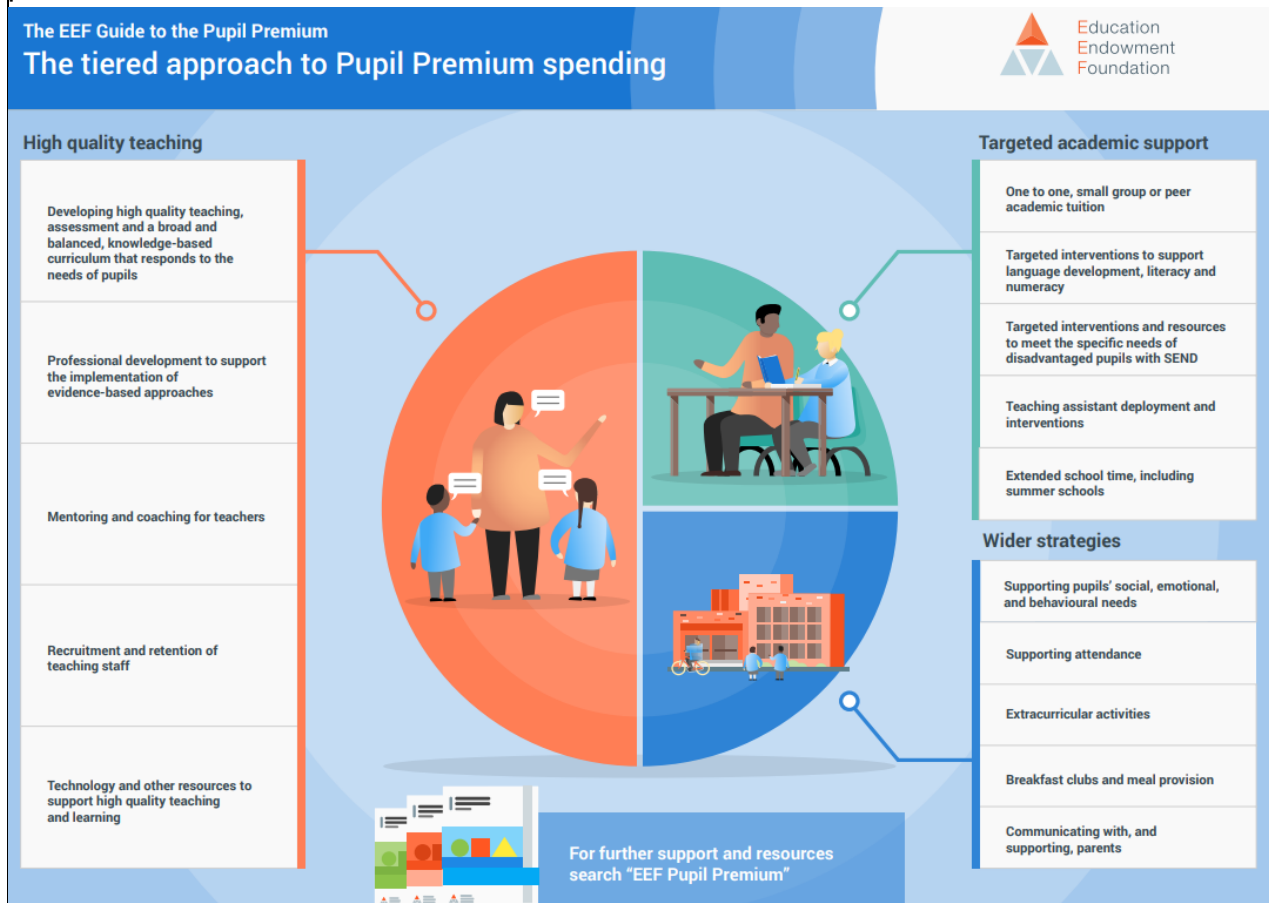 The EEF Guide to the Pupil Premium
The tiered approach to Pupil Premium spending
Education
Endowment
Foundation
High quality teaching
Developing high quality teaching,
assessment and a broad and
balanced, knowledge-based
curriculum that responds to the
needs of pupils
Professional development to support
the implementation of
evidence-based approaches
Mentoring and coaching for teachers
Recruitment and retention of
teaching staff
Technology and other resources to
support high quality teaching
and learning
Targeted academic support
One to one, small group or peer
academic tuition
Targeted interventions to support
language development, literacy and
numeracy
Targeted interventions and resources
to meet the specific needs of
disadvantaged pupils with SEND
Teaching assistant deployment and
interventions
Extended school time, including
summer schools
Wider strategies
Supporting pupils’ social, emotional,
and behavioural needs
Supporting attendance
Extracurricular activities
Breakfast clubs and meal provision
Communicating with, and
supporting, parents
For further support and resources
search “EEF Pupil Premium”